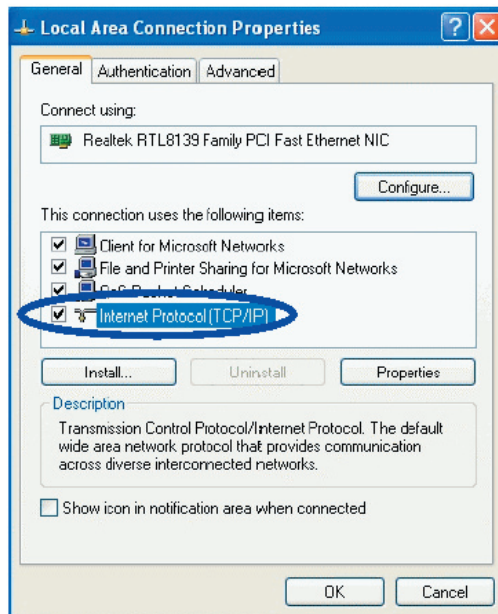 Local Area Connection Properties
General Authentication Advanced
Connect using:
Realtek RTL8139 Family PCI Fast Ethernet NIC
Configure...
This connection uses the following items:
Client for Microsoft Networks
File and Printer Sharing for Microsoft Networks
QoS Packet Scheduler
Internet Protocol (TCP/IP)
Install... Uninstall Properties
Description
Transmission Control Protocol/Internet Protocol. The default
wide area network protocol that provides communication
across diverse interconnected networks.
Show icon in notification area when connected
OK Cancel